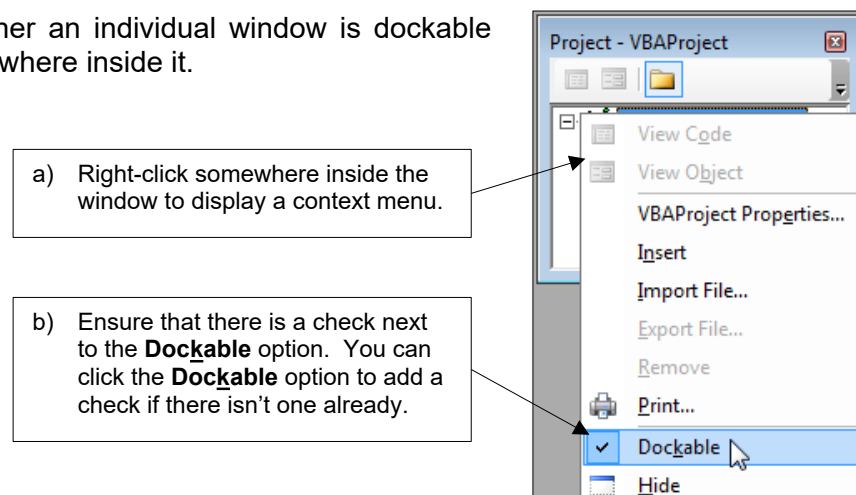 her an individual window is dockable
where inside it.
a) Right-click somewhere inside the
window to display a context menu.
b) Ensure that there is a check next
to the Dockable option. You can
click the Dockable option to add a
check if there isn’t one already.
Project - VBAProject
View Code
View Object
VBAProject Properties...
Insert
Import File...
Export File...
Remove
Print...
Dockable
Hide